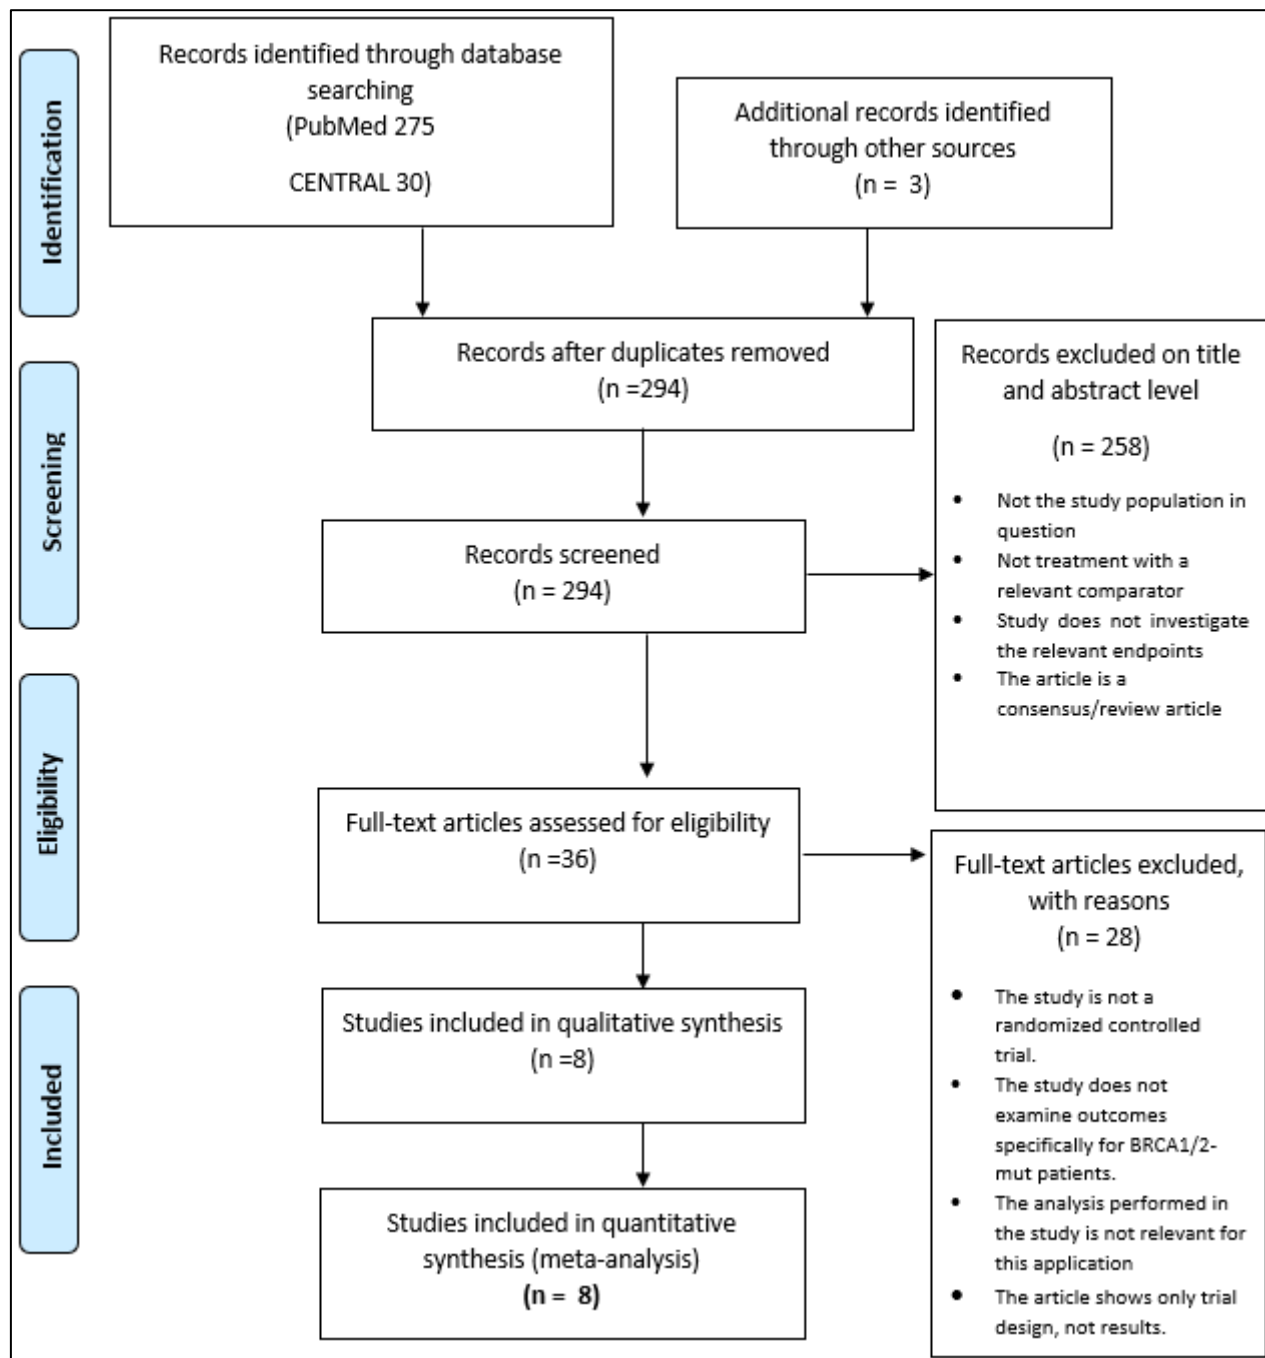 Identification
Records identified through database
searching
(PubMed 275
CENTRAL 30)
Additional records identified
through other sources
(n = 3)
Screening
Records after duplicates removed
(n =294)
Records screened
(n = 294)
Records excluded on title
and abstract level
(n = 258)
• Not the study population in
question
• Not treatment with a
relevant comparator
• Study does not investigate
the relevant endpoints
• The article is a
consensus/review article
Eligibility
Full-text articles assessed for eligibility
(n =36)
Full-text articles excluded,
with reasons
(n = 28)
• The study is not a
randomized controlled
trial.
• The study does not
examine outcomes
specifically for BRCA1/2-
mut patients.
• The analysis performed in
the study is not relevant for
this application
• The article shows only trial
design, not results.
Included
Studies included in qualitative synthesis
(n =8)
Studies included in quantitative
synthesis (meta-analysis)
(n = 8)